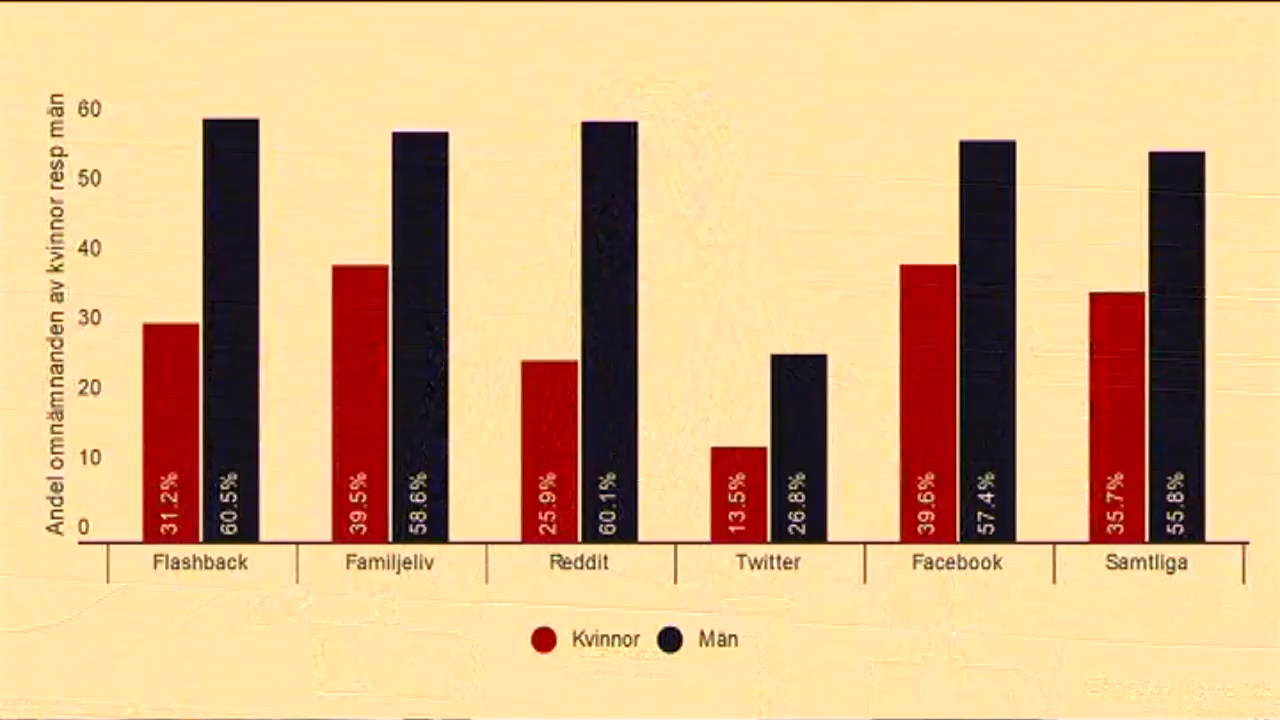 Andel omnämnanden av kvinnor resp män
60
50
40
30
20
10
0
31.2% 60.5% 39.5% 58.6% 25.9% 60.1% 13.5% 26.8% 39.6% 57.4% 35.7% 55.8%
Flashback Familjeliv Reddit Twitter Facebook Samtliga
Kvinnor Män